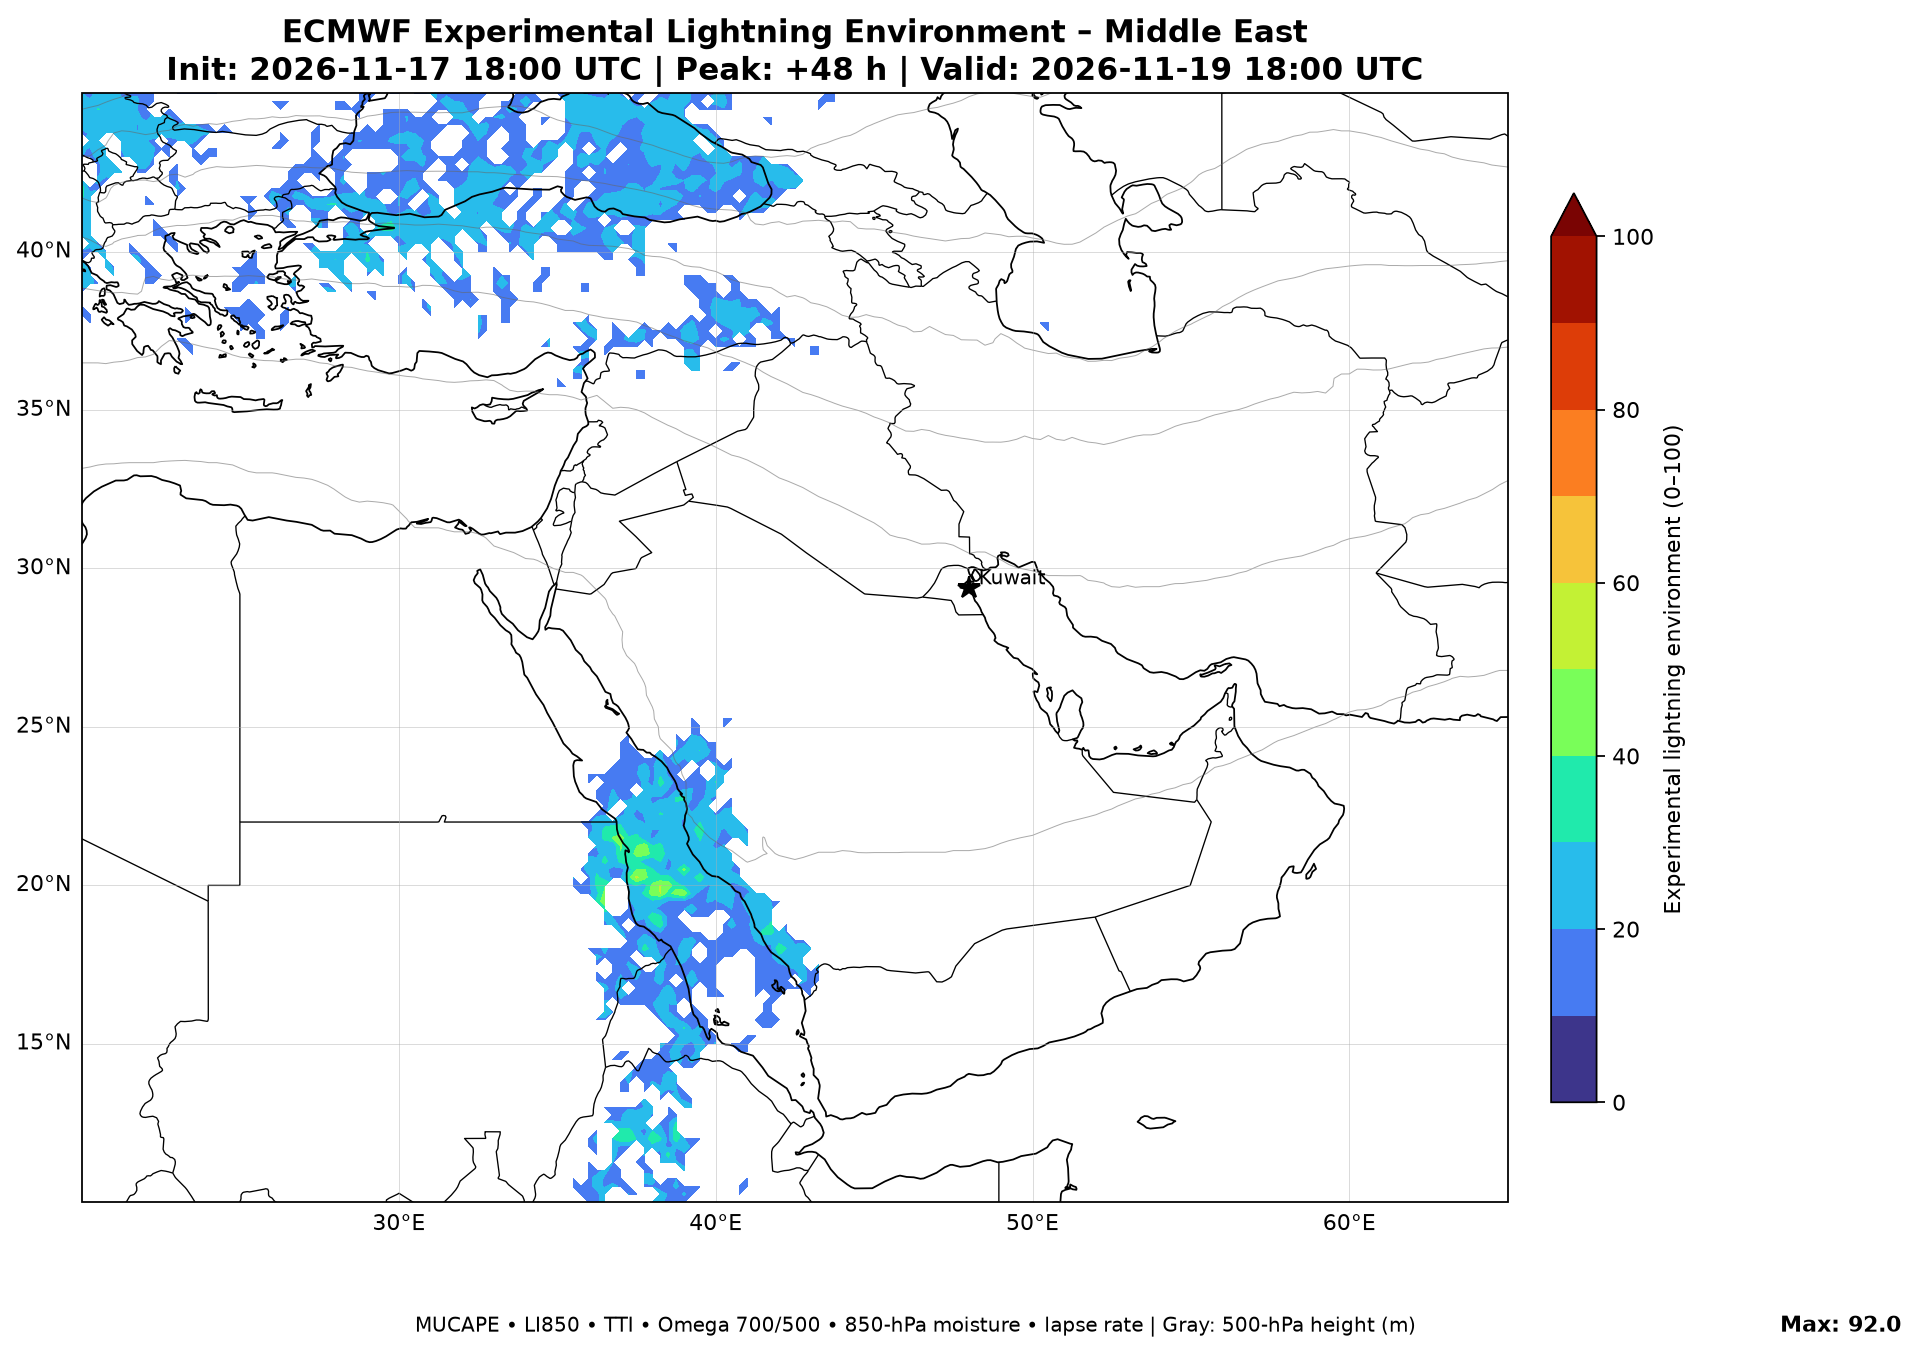 ECMWF Experimental Lightning Environment – Middle East
Init: 2026-11-17 18:00 UTC | Peak: +48 h | Valid: 2026-11-19 18:00 UTC
40°N
35°N
30°N
25°N
20°N
15°N
Kuwait
30°E
40°E
50°E
60°E
100
80
60
40
20
0
Experimental lightning environment (0–100)
MUCAPE • LI850 • TTI • Omega 700/500 • 850-hPa moisture • lapse rate | Gray: 500-hPa height (m)
Max: 92.0